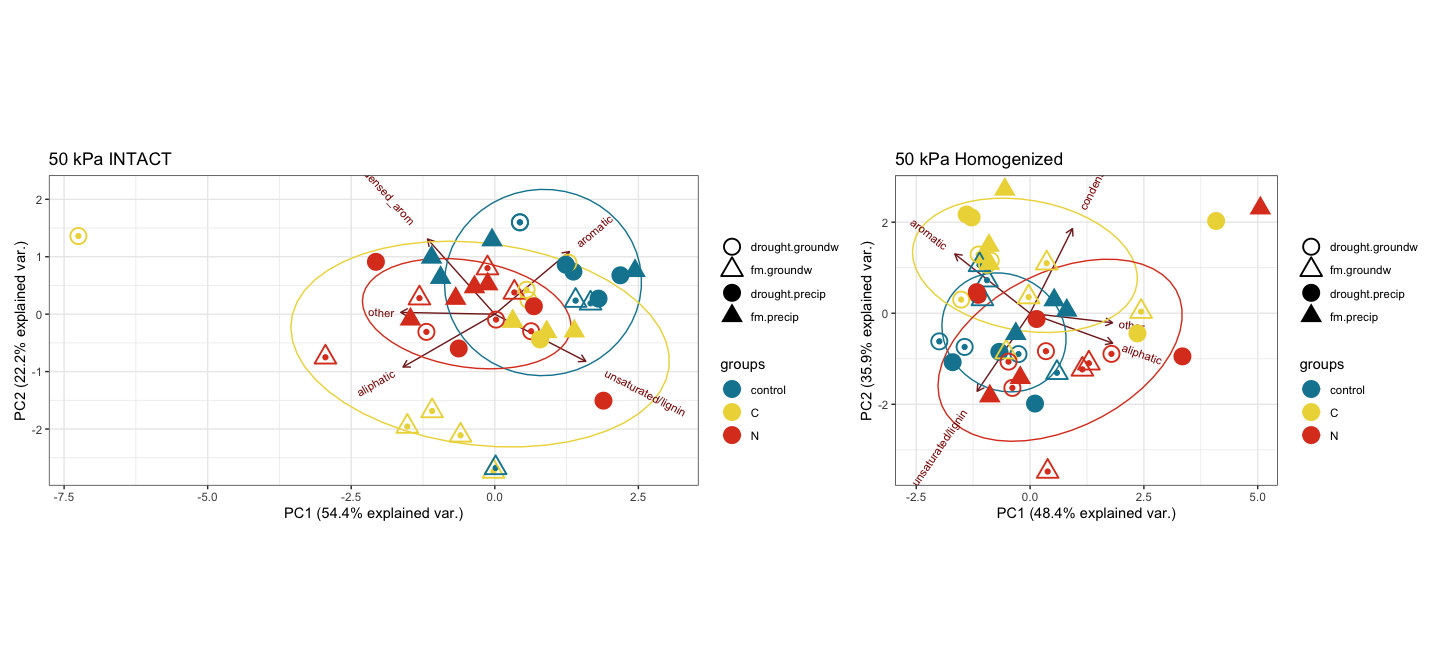 50 kPa INTACT
PC2 (22.2% explained var.)
2
1
0
-1
-2
ensed_arom
aromatic
other
aliphatic
unsaturated/lignin
-7.5
-5.0
-2.5
0.0
2.5
PC1 (54.4% explained var.)
drought.groundw
fm.groundw
drought.precip
fm.precip
groups
control
C
N
50 kPa Homogenized
PC2 (35.9% explained var.)
2
0
-2
aromatic
conden
other
aliphatic
unsaturated/lignin
-2.5
0.0
2.5
5.0
PC1 (48.4% explained var.)
drought.groundw
fm.groundw
drought.precip
fm.precip
groups
control
C
N